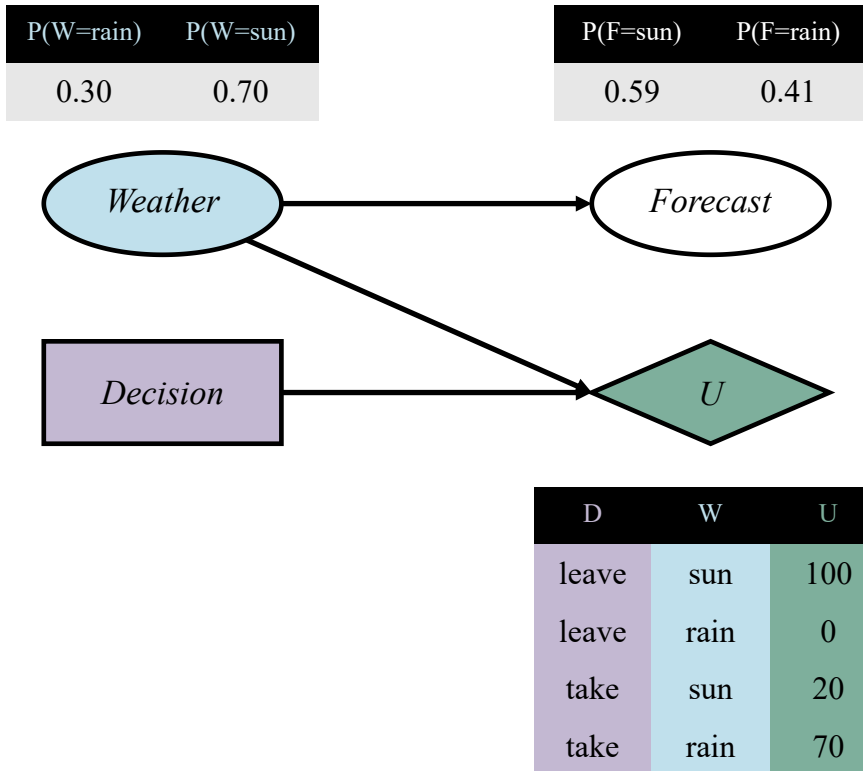 P(W=rain) P(W=sun) P(F=sun) P(F=rain)
0.30 0.70 0.59 0.41
Weather Forecast
Decision U
D W U
leave sun 100
leave rain 0
take sun 20
take rain 70